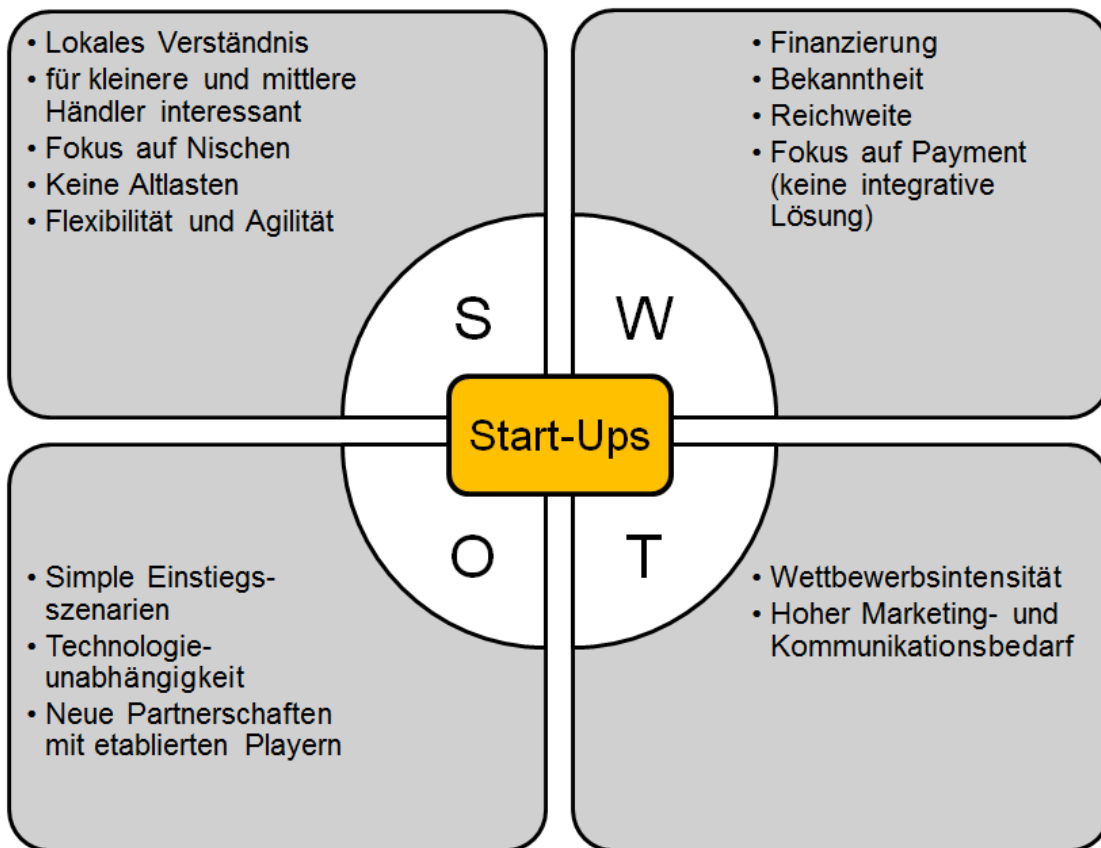 • Lokales Verständnis
• für kleinere und mittlere
Händler interessant
• Fokus auf Nischen
• Keine Altlasten
• Flexibilität und Agilität
• Finanzierung
• Bekanntheit
• Reichweite
• Fokus auf Payment
(keine integrative
Lösung)
S
W
Start-Ups
O
T
• Simple Einstiegs-
szenarien
• Technologie-
unabhängigkeit
• Neue Partnerschaften
mit etablierten Playern
• Wettbewerbsintensität
• Hoher Marketing- und
Kommunikationsbedarf